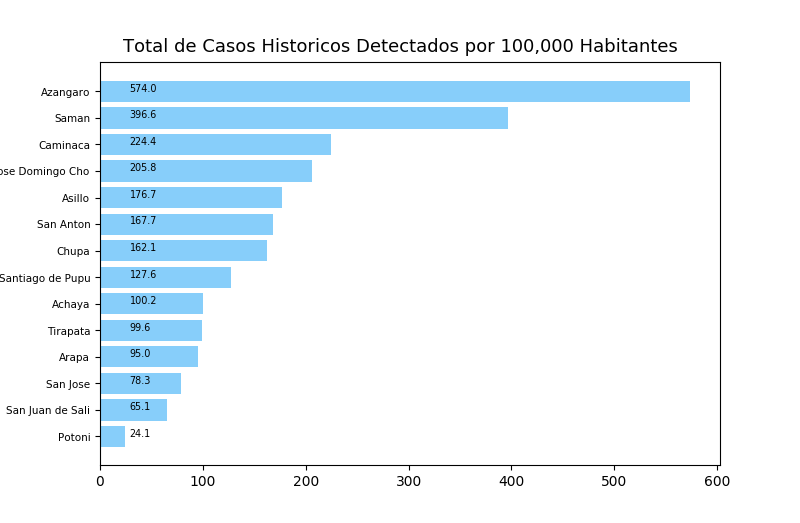 Total de Casos Historicos Detectados por 100,000 Habitantes
Azangaro 574.0
Saman 396.6
Caminaca 224.4
ose Domingo Cho 205.8
Asillo 176.7
San Anton 167.7
Chupa 162.1
Santiago de Pupu 127.6
Achaya 100.2
Tirapata 99.6
Arapa 95.0
San Jose 78.3
San Juan de Sali 65.1
Potoni 24.1
0 100 200 300 400 500 600